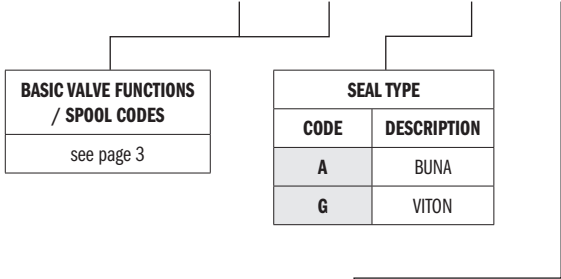 BASIC VALVE FUNCTIONS
/ SPOOL CODES
see page 3
SEAL TYPE
CODE DESCRIPTION
A BUNA
G VITON